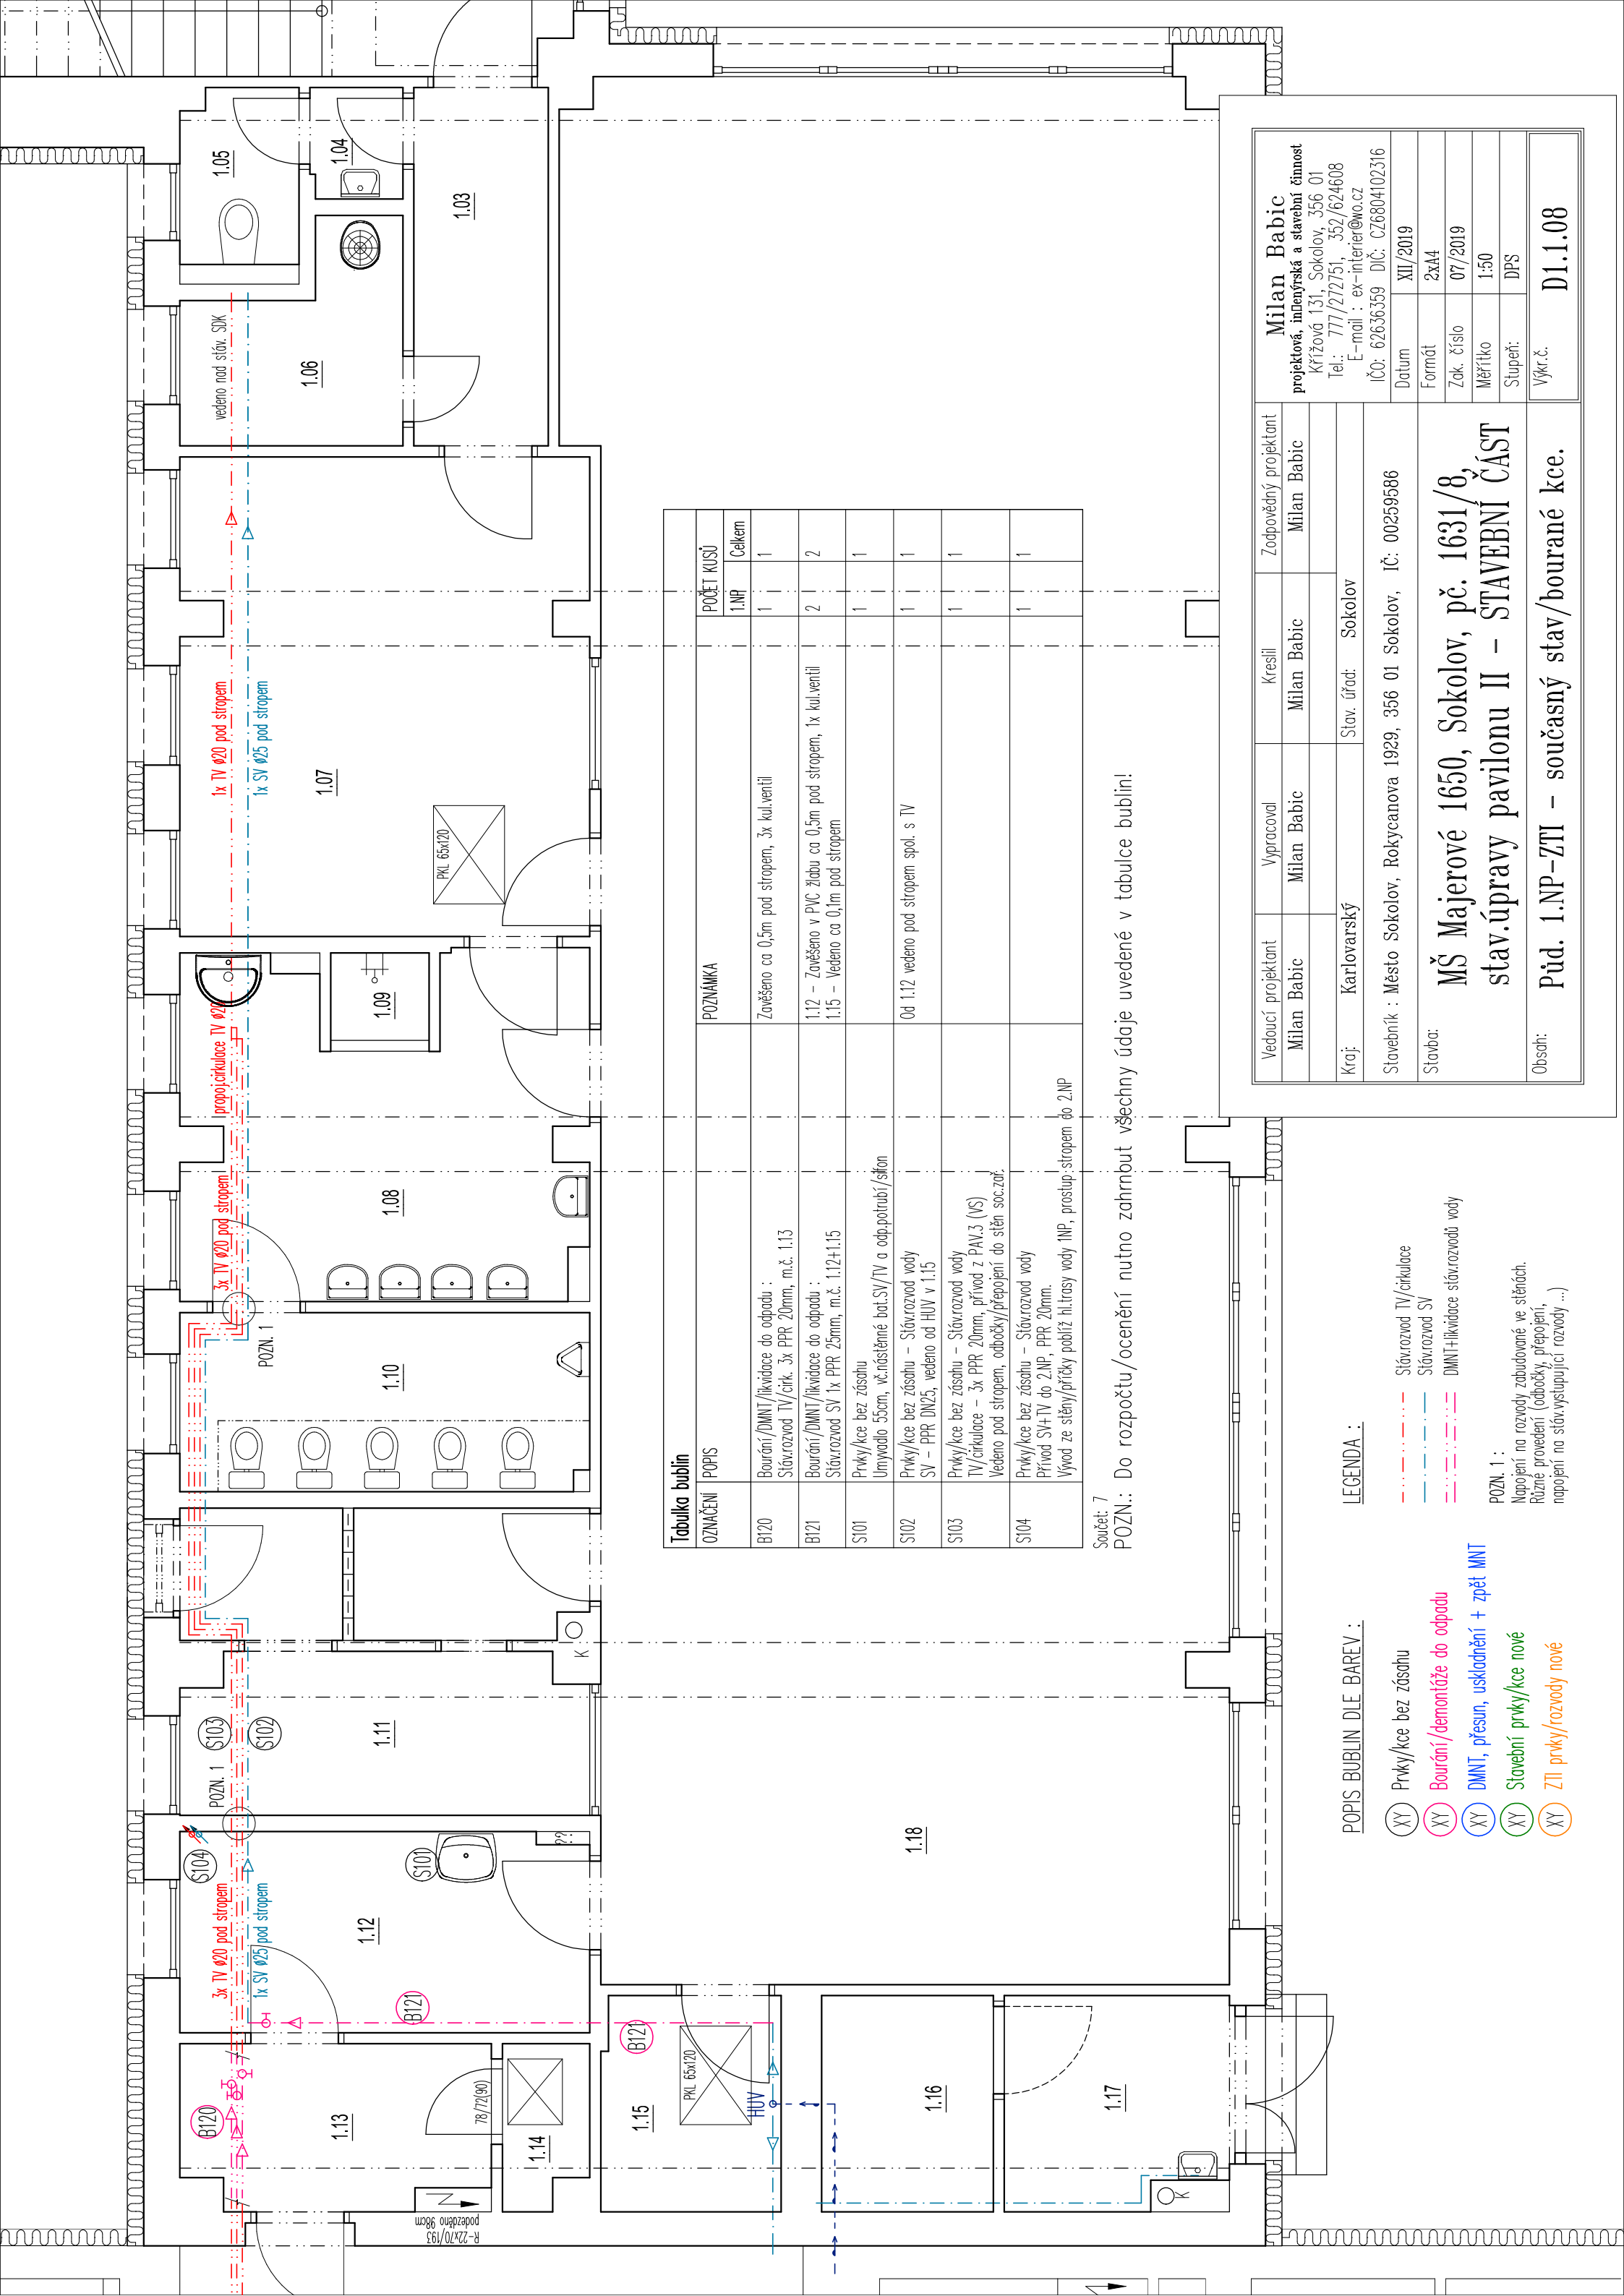 1.05
1.04
1.03
1.06
vedeno nad stáv. SDK
1x TV ø20 pod stropem
1x SV ø25 pod stropem
1.07
PKL 65x120
propoj.cirkulace TV ø20
1.09
3x TV ø20 pod stropem
1.08
POZN. 1
1.10
K
S103
S102
1.11
POZN. 1
S104
S101
??
3x TV ø20 pod stropem
1x SV ø25 pod stropem
1.12
B121
B120
1.13
78/72(90)
1.14
R-22x70/193
podezděno 98cm
B121
PKL 65x120
1.15
HUV
1.16
1.17
K
1.18
Tabulka bublin
OZNAČENÍ POPIS POZNÁMKA POČET KUSŮ
1.NP Celkem
B120 Bourání/DMNT/likvidace do odpadu : Zavěšeno ca 0,5m pod stropem, 3x kul.ventil 1 1
Stáv.rozvod TV/cirk. 3x PPR 20mm, m.č. 1.13
B121 Bourání/DMNT/likvidace do odpadu : 1.12 - Zavěšeno v PVC žlabu ca 0,5m pod stropem, 1x kul.ventil 2 2
Stáv.rozvod SV 1x PPR 25mm, m.č. 1.12+1.15 1.15 - Vedeno ca 0,1m pod stropem
S101 Prvky/kce bez zásahu 1 1
Umyvadlo 55cm, vč.nástěnné bat.SV/TV a odp.potrubí/sifon
S102 Prvky/kce bez zásahu - Stáv.rozvod vody Od 1.12 vedeno pod stropem spol. s TV 1 1
SV - PPR DN25, vedeno od HUV v 1.15
S103 Prvky/kce bez zásahu - Stáv.rozvod vody 1 1
TV/cirkulace - 3x PPR 20mm, přívod z PAV.3 (VS)
Vedeno pod stropem, odbočky/přepojení do stěn soc.zař.
S104 Prvky/kce bez zásahu - Stáv.rozvod vody 1 1
Přívod SV+TV do 2.NP, PPR 20mm.
Vývod ze stěny/příčky poblíž hl.trasy vody 1NP, prostup stropem do 2.NP
Součet: 7
POZN.: Do rozpočtu/ocenění nutno zahrnout všechny údaje uvedené v tabulce bublin!
POPIS BUBLIN DLE BAREV :
XY Prvky/kce bez zásahu
XY Bourání/demontáže do odpadu
XY DMNT, přesun, uskladnění + zpět MNT
XY Stavební prvky/kce nové
XY ZTI prvky/rozvody nové
LEGENDA :
Stáv.rozvod TV/cirkulace
Stáv.rozvod SV
DMNT+likvidace stáv.rozvodů vody
POZN. 1 :
Napojení na rozvody zabudované ve stěnách.
Různé provedení (odbočky, přepojení,
napojení na stáv.vystupující rozvody ...)
Vedoucí projektant Vypracoval Kreslil Zodpovědný projektant
Milan Babic Milan Babic Milan Babic Milan Babic
Kraj: Karlovarský Stav. úřad: Sokolov
Stavebník : Město Sokolov, Rokycanova 1929, 356 01 Sokolov, IČ: 00259586
Stavba:
MŠ Majerové 1650, Sokolov, pč. 1631/8,
stav.úpravy pavilonu II - STAVEBNÍ ČÁST
Obsah: Půd. 1.NP-ZTI - současný stav/bourané kce.
Milan Babic
projektová, in□enýrská a stavební činnost
Křížová 131, Sokolov, 356 01
Tel.: 777/272751, 352/624608
E-mail : ex-interier@wo.cz
IČO: 62636359 DIČ: CZ6804102316
Datum XII/2019
Formát 2xA4
Zak. číslo 07/2019
Měřítko 1:50
Stupeň: DPS
Výkr.č. D1.1.08